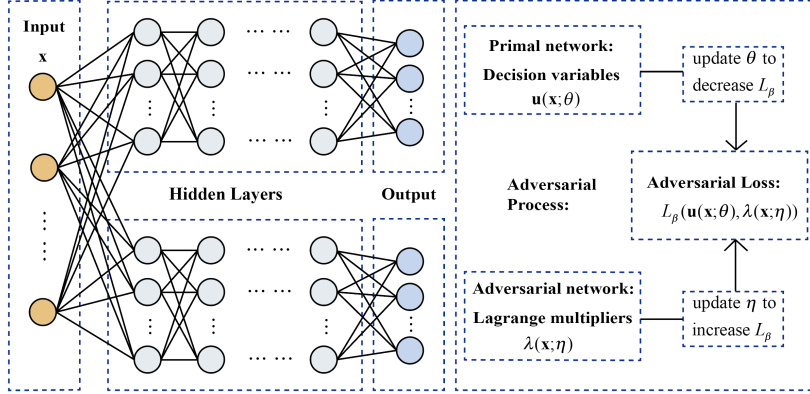 Input
x
... ...
... ...
... ...
Hidden Layers
Output
... ...
... ...
... ...
Primal network:
Decision variables
u(x;θ)
update θ to
decrease L_β
Adversarial
Process:
Adversarial Loss:
L_β(u(x;θ),λ(x;η))
Adversarial network:
Lagrange multipliers
λ(x;η)
update η to
increase L_β